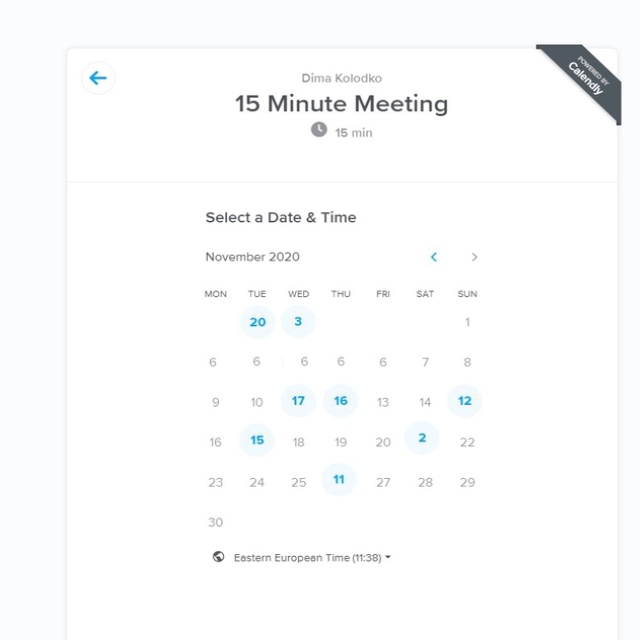 POWERED BY
Calendly
Dima Kolodko
15 Minute Meeting
15 min
Select a Date & Time
November 2020
MON TUE WED THU FRI SAT SUN
20 3 1
6 6 6 6 6 7 8
9 10 17 16 13 14 12
16 15 18 19 20 2 22
23 24 25 11 27 28 29
30
Eastern European Time (11:38)